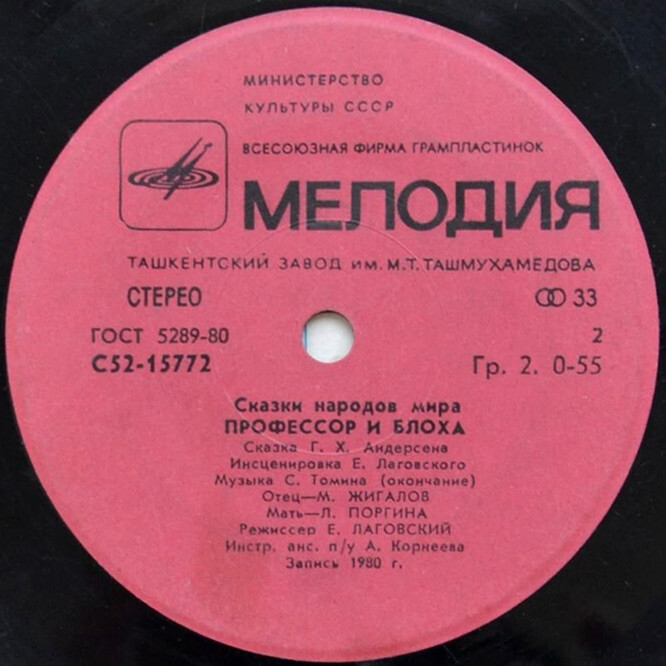 МИНИСТЕРСТВО
КУЛЬТУРЫ СССР
ВСЕСОЮЗНАЯ ФИРМА ГРАМПЛАСТИНОК
МЕЛОДИЯ
ТАШКЕНТСКИЙ ЗАВОД им. М.Т. ТАШМУХАМЕДОВА
СТЕРЕО 33
ГОСТ 5289-80 2
С52-15772 Гр. 2. 0-55
Сказки народов мира
ПРОФЕССОР И БЛОХА
Сказка Г. Х. Андерсена
Инсценировка Е. Лаговского
Музыка С. Томина (окончание)
Отец—М. ЖИГАЛОВ
Мать—Л. ПОРГИНА
Режиссер Е. ЛАГОВСКИЙ
Инстр. анс. п/у А. Корнеева
Запись 1980 г.